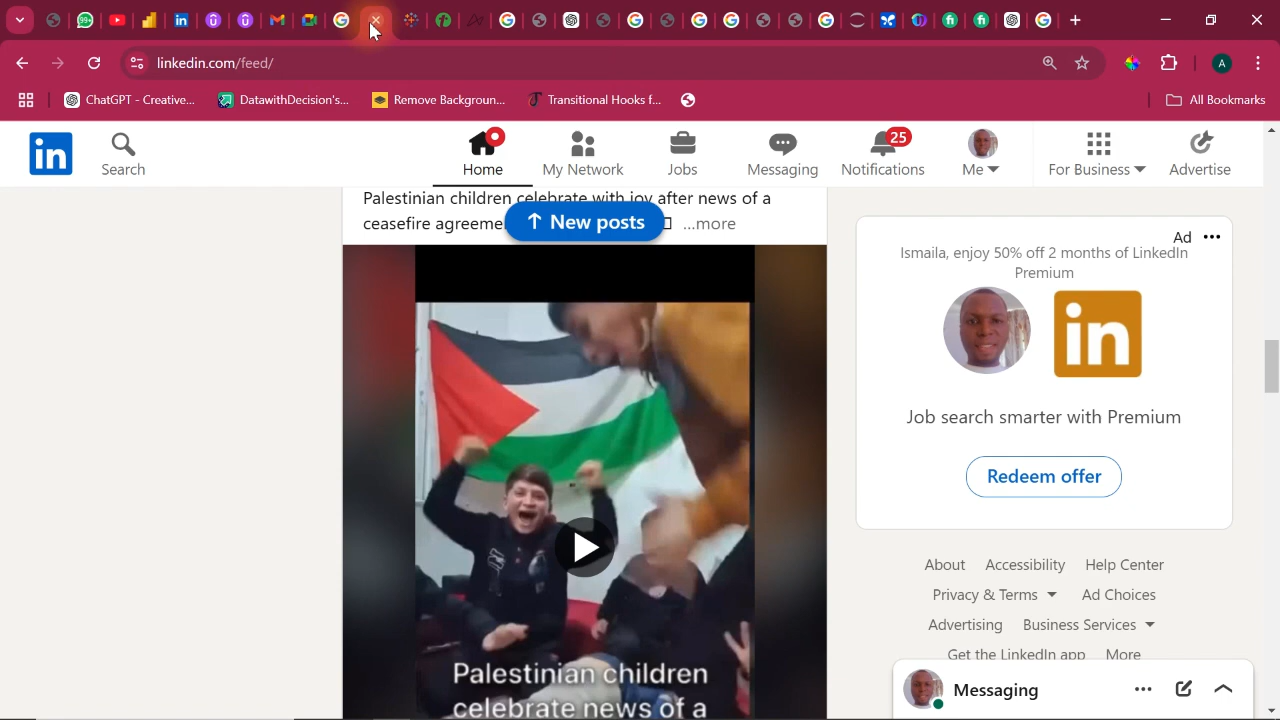 99+
linkedin.com/feed/
A
ChatGPT - Creative...
DatawithDecision's...
Remove Backgroun...
Transitional Hooks f...
All Bookmarks
in
Search
Home
My Network
Jobs
Messaging
25
Notifications
Me
For Business
Advertise
Palestinian children celebrate with joy after news of a
ceasefire agreeme
...more
↑ New posts
Palestinian children
celebrate news of a
Ad
Ismaila, enjoy 50% off 2 months of LinkedIn
Premium
in
Job search smarter with Premium
Redeem offer
About Accessibility Help Center
Privacy & Terms Ad Choices
Advertising Business Services
Get the LinkedIn app More
Messaging